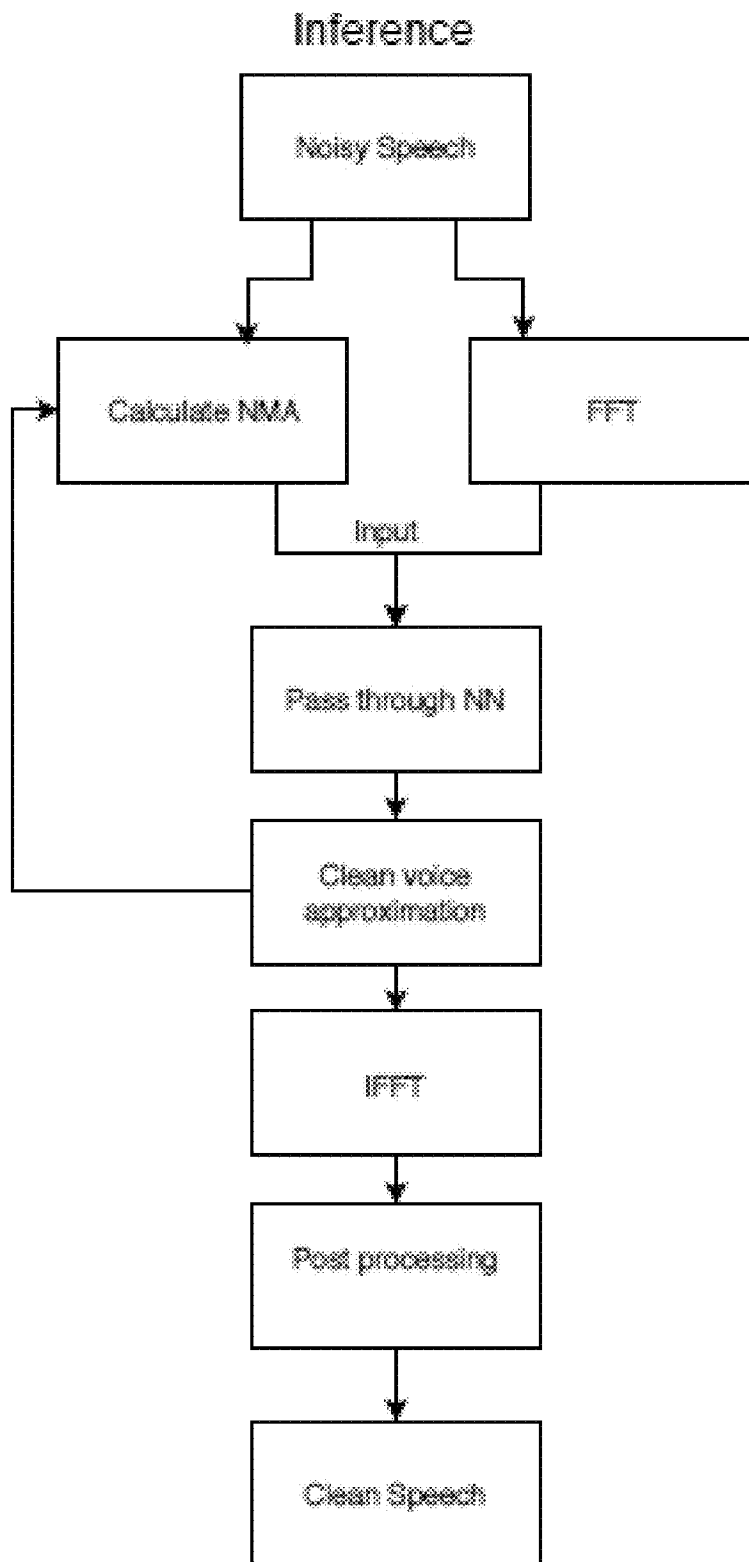 Inference
Noisy Speech
Calculate NMA
FFT
Input
Pass through NN
Clean voice
approximation
IFFT
Post processing
Clean Speech